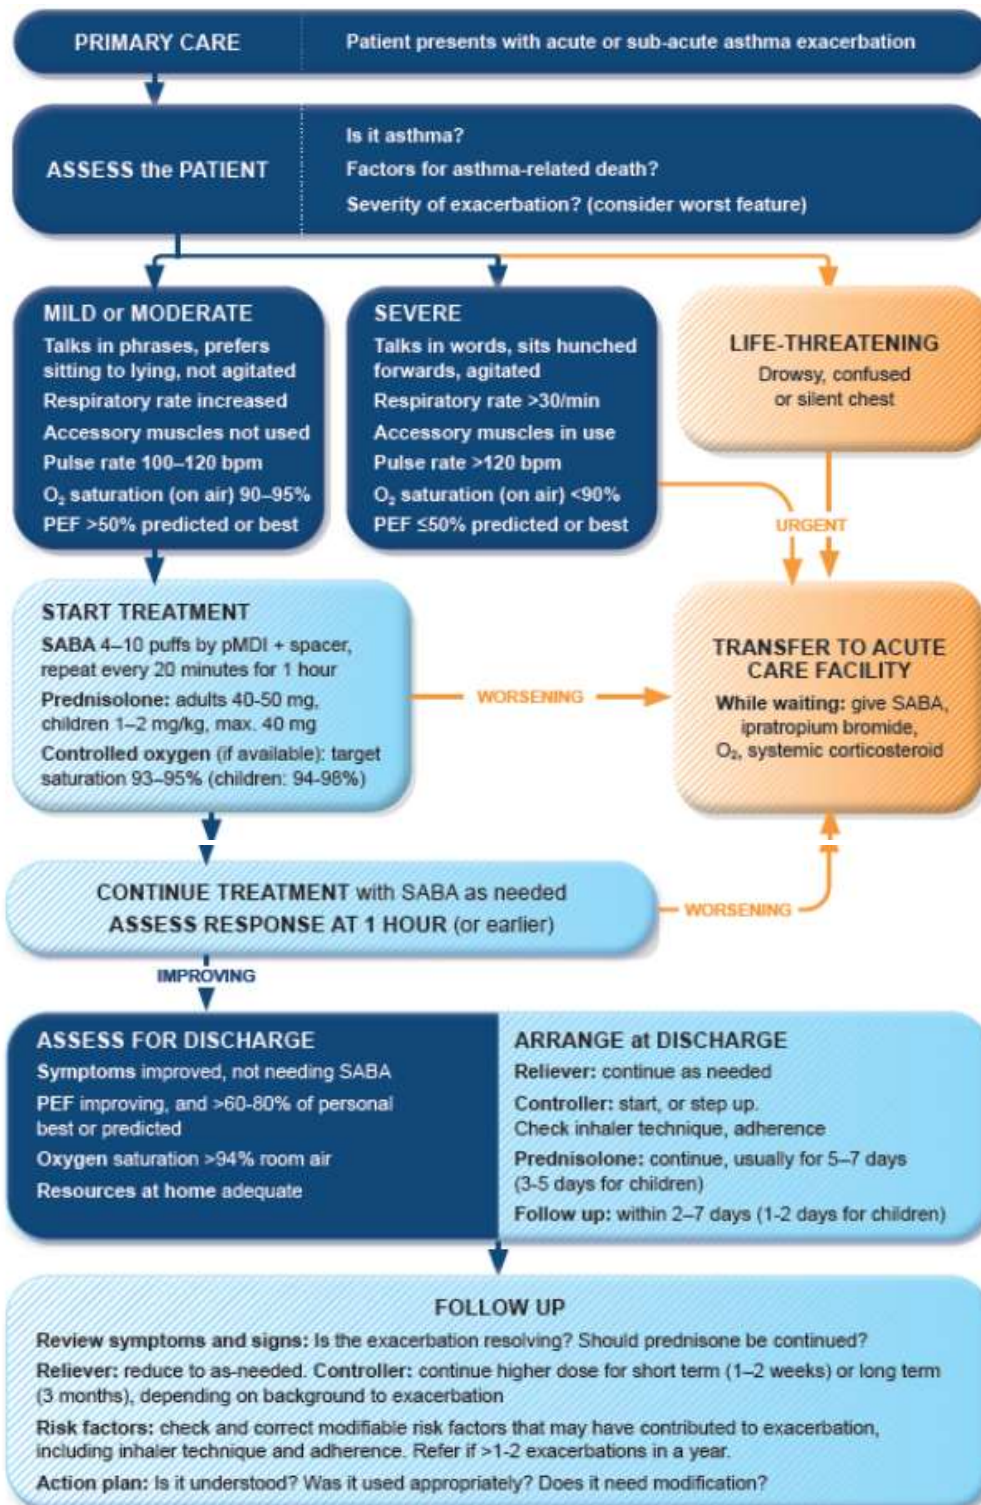 PRIMARY CARE
Patient presents with acute or sub-acute asthma exacerbation
ASSESS the PATIENT
Is it asthma?
Factors for asthma-related death?
Severity of exacerbation? (consider worst feature)
MILD or MODERATE
Talks in phrases, prefers
sitting to lying, not agitated
Respiratory rate increased
Accessory muscles not used
Pulse rate 100–120 bpm
O₂ saturation (on air) 90–95%
PEF >50% predicted or best
SEVERE
Talks in words, sits hunched
forwards, agitated
Respiratory rate >30/min
Accessory muscles in use
Pulse rate >120 bpm
O₂ saturation (on air) <90%
PEF ≤50% predicted or best
LIFE-THREATENING
Drowsy, confused
or silent chest
URGENT
START TREATMENT
SABA 4–10 puffs by pMDI + spacer,
repeat every 20 minutes for 1 hour
Prednisolone: adults 40-50 mg,
children 1–2 mg/kg, max. 40 mg
Controlled oxygen (if available): target
saturation 93–95% (children: 94-98%)
WORSENING
TRANSFER TO ACUTE
CARE FACILITY
While waiting: give SABA,
ipratropium bromide,
O₂, systemic corticosteroid
CONTINUE TREATMENT with SABA as needed
ASSESS RESPONSE AT 1 HOUR (or earlier)
WORSENING
IMPROVING
ASSESS FOR DISCHARGE
Symptoms improved, not needing SABA
PEF improving, and >60-80% of personal
best or predicted
Oxygen saturation >94% room air
Resources at home adequate
ARRANGE at DISCHARGE
Reliever: continue as needed
Controller: start, or step up.
Check inhaler technique, adherence
Prednisolone: continue, usually for 5–7 days
(3-5 days for children)
Follow up: within 2–7 days (1-2 days for children)
FOLLOW UP
Review symptoms and signs: Is the exacerbation resolving? Should prednisone be continued?
Reliever: reduce to as-needed. Controller: continue higher dose for short term (1–2 weeks) or long term
(3 months), depending on background to exacerbation
Risk factors: check and correct modifiable risk factors that may have contributed to exacerbation,
including inhaler technique and adherence. Refer if >1-2 exacerbations in a year.
Action plan: Is it understood? Was it used appropriately? Does it need modification?